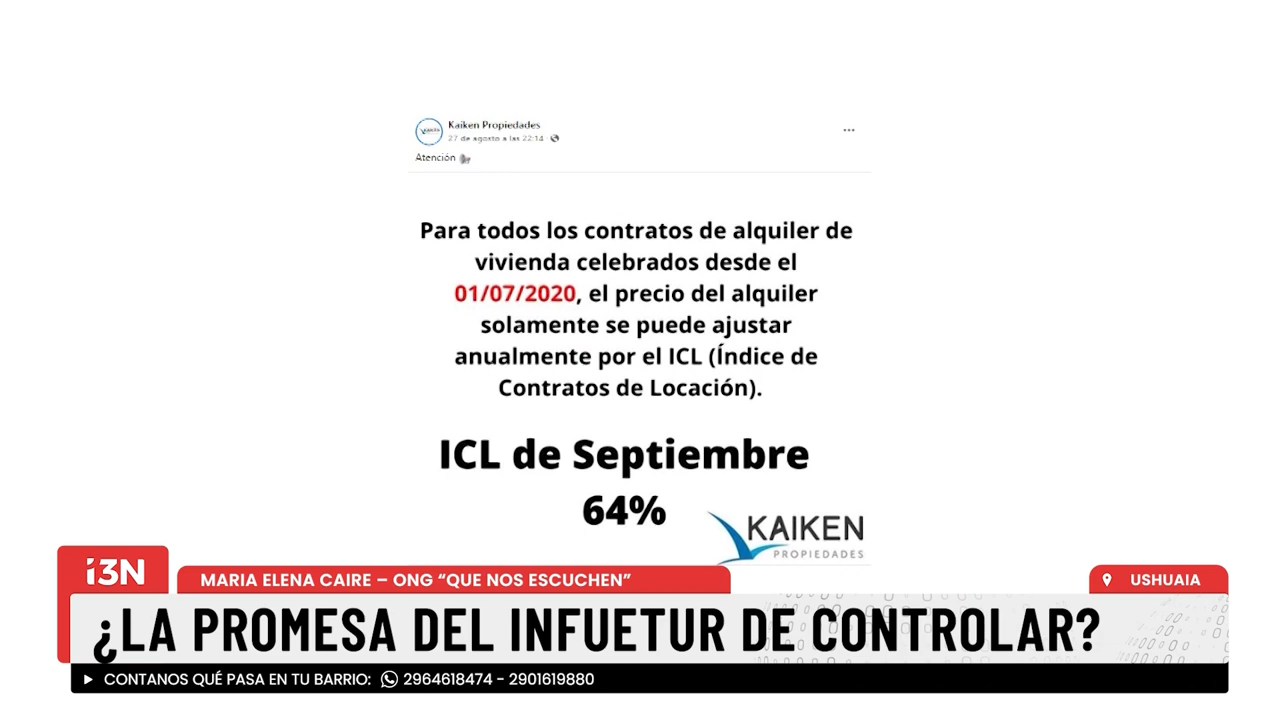 Kaiken Propiedades
27 de agosto a las 22:14
Atención
Para todos los contratos de alquiler de
vivienda celebrados desde el
01/07/2020, el precio del alquiler
solamente se puede ajustar
anualmente por el ICL (Índice de
Contratos de Locación).
ICL de Septiembre
64%
KAIKEN
PROPIEDADES
i3N
MARIA ELENA CAIRE – ONG “QUE NOS ESCUCHEN”
USHUAIA
¿LA PROMESA DEL INFUETUR DE CONTROLAR?
CONTANOS QUÉ PASA EN TU BARRIO: 2964618474 - 2901619880